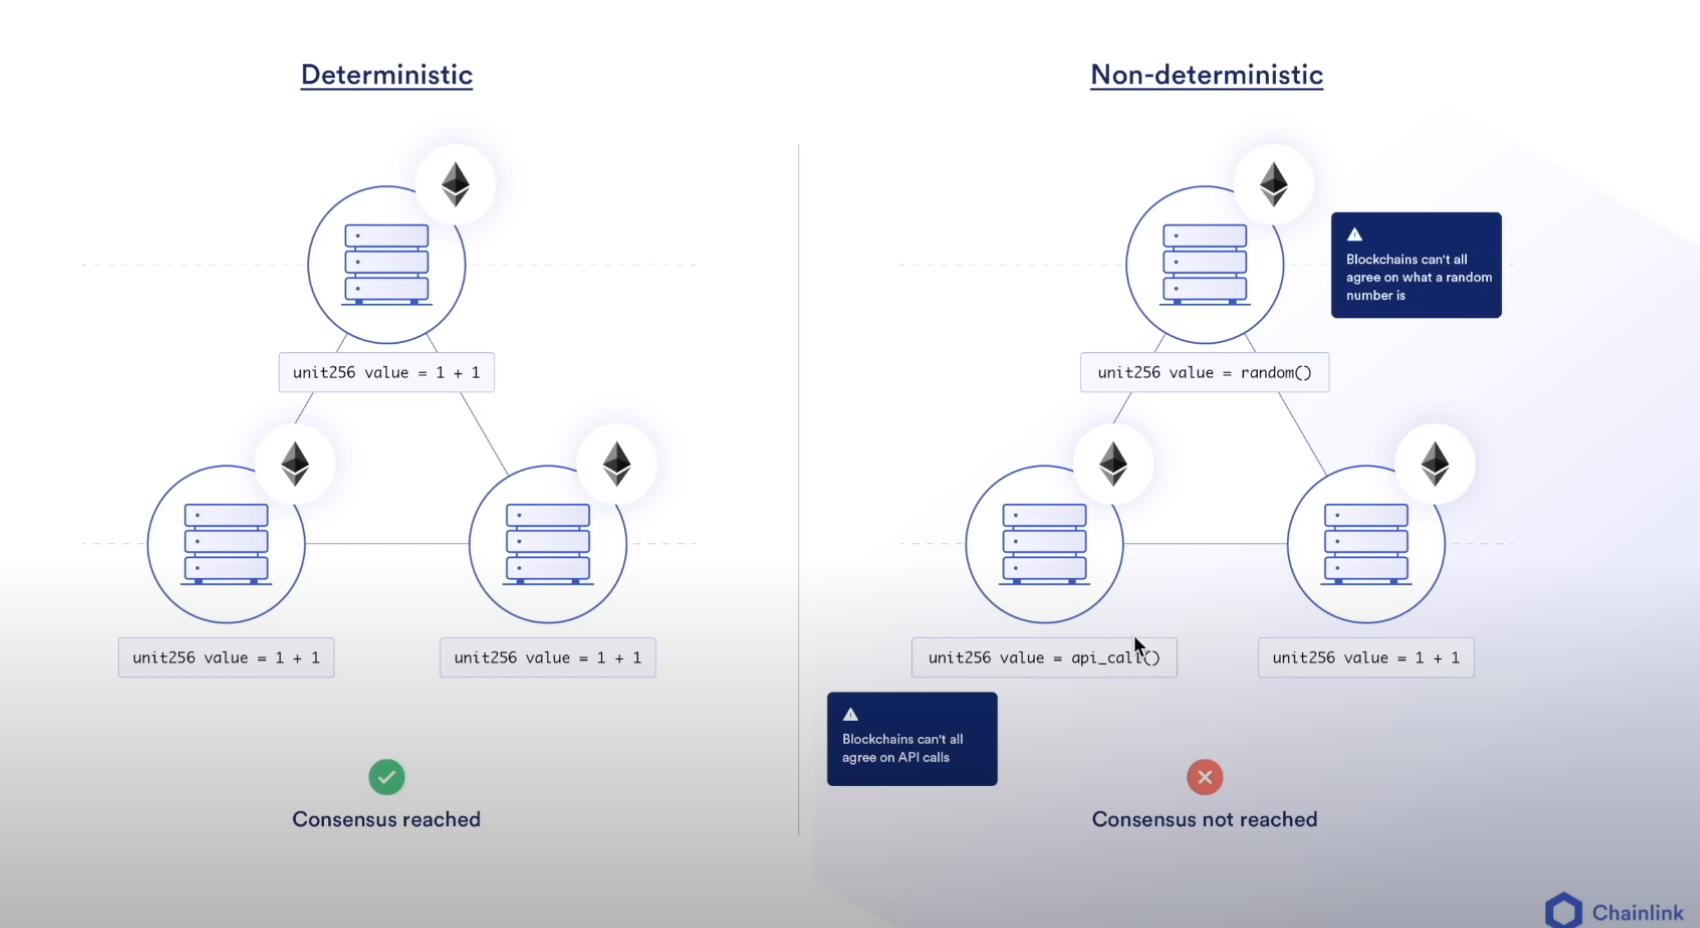 Deterministic
unit256 value = 1 + 1
unit256 value = 1 + 1
unit256 value = 1 + 1
Consensus reached
Non-deterministic
Blockchains can't all
agree on what a random
number is
unit256 value = random()
unit256 value = api_call()
unit256 value = 1 + 1
Blockchains can't all
agree on API calls
Consensus not reached
Chainlink